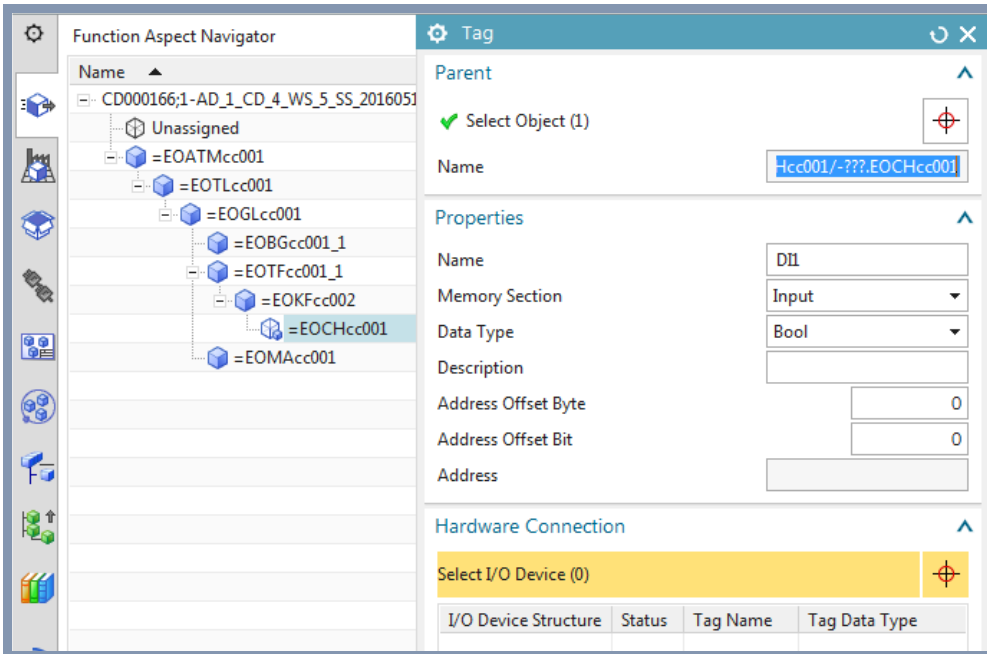 Function Aspect Navigator
Name
CD000166;1-AD_1_CD_4_WS_5_SS_2016051
Unassigned
=EOATMcc001
=EOTLcc001
=EOGLcc001
=EOBGcc001_1
=EOTFcc001_1
=EOKFcc002
=EOCHcc001
=EOMAcc001
Tag
Parent
Select Object (1)
Name Hcc001/-???.EOCHcc001
Properties
Name DI1
Memory Section Input
Data Type Bool
Description
Address Offset Byte 0
Address Offset Bit 0
Address
Hardware Connection
Select I/O Device (0)
I/O Device Structure Status Tag Name Tag Data Type